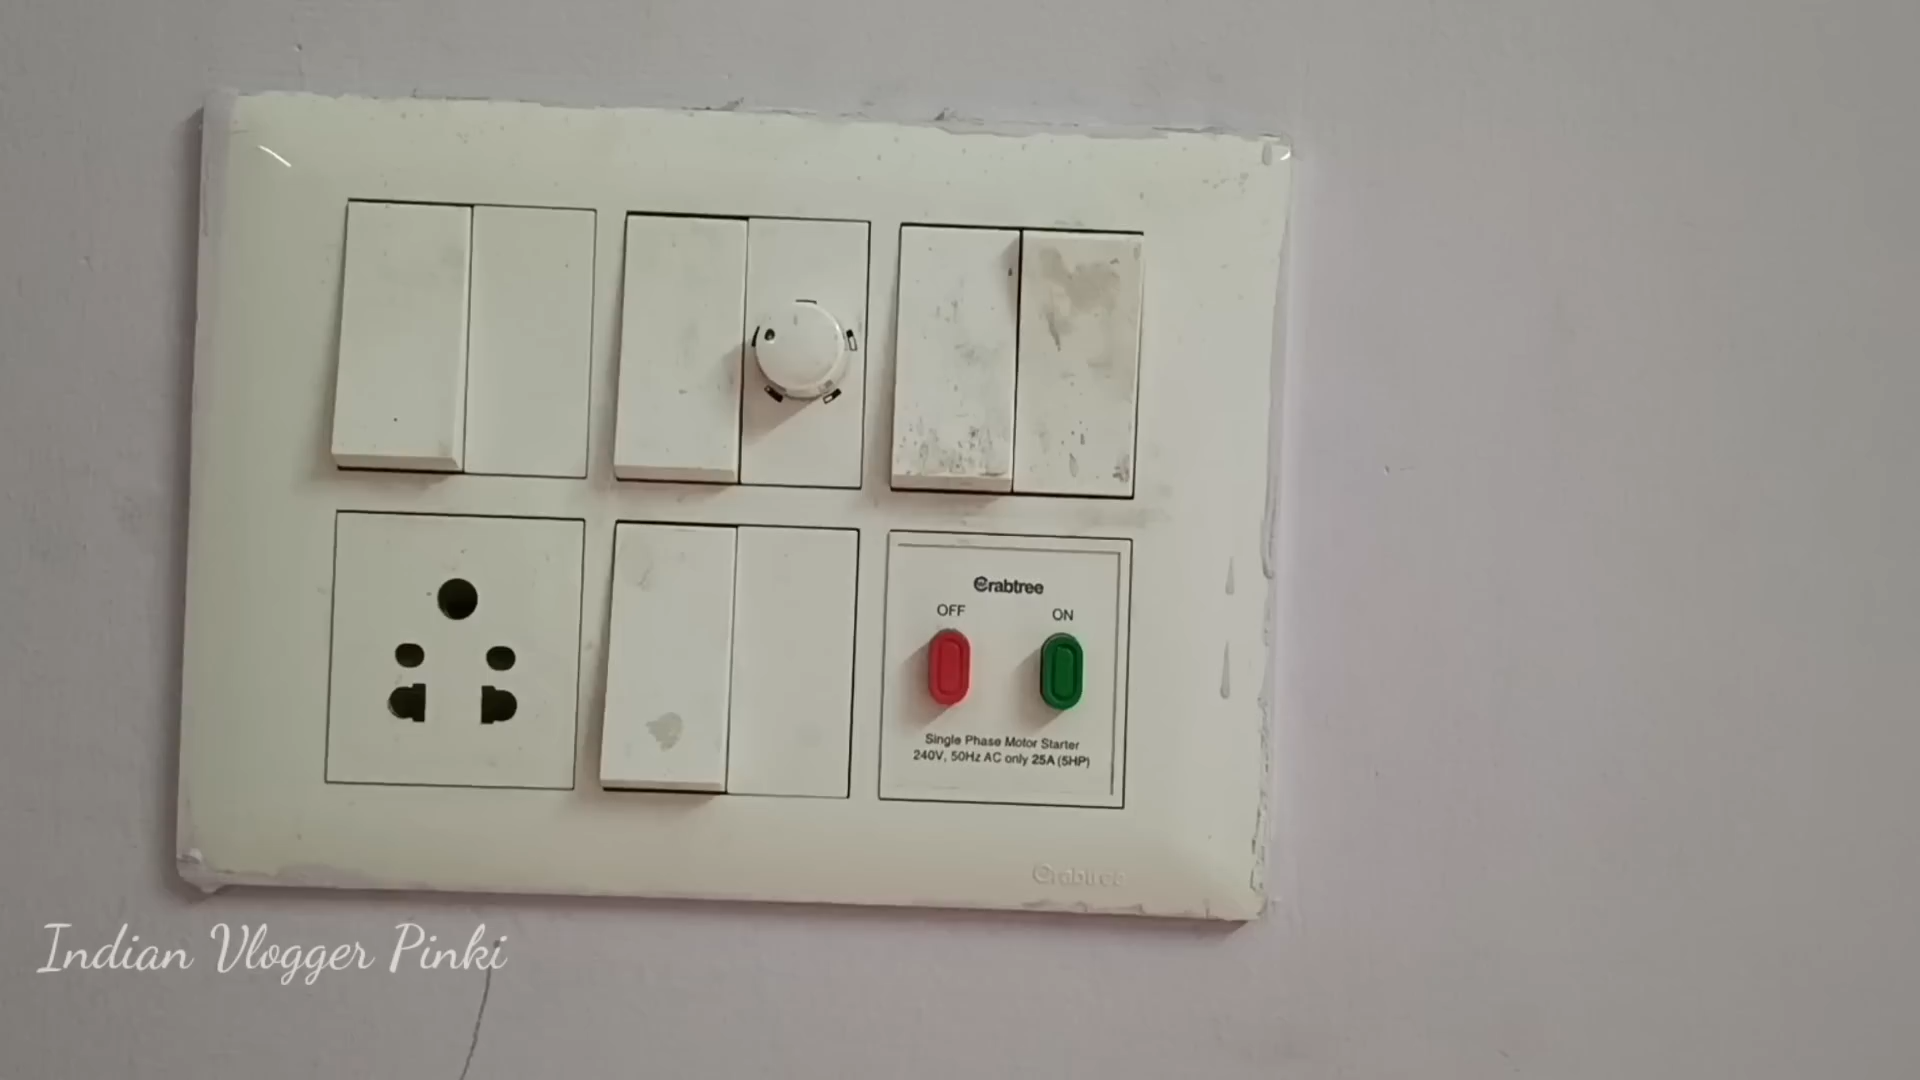 Crabtree
OFF
ON
Single Phase Motor Starter
240V, 50Hz AC only 25A (5HP)
Crabtree
Indian Vlogger Pinki